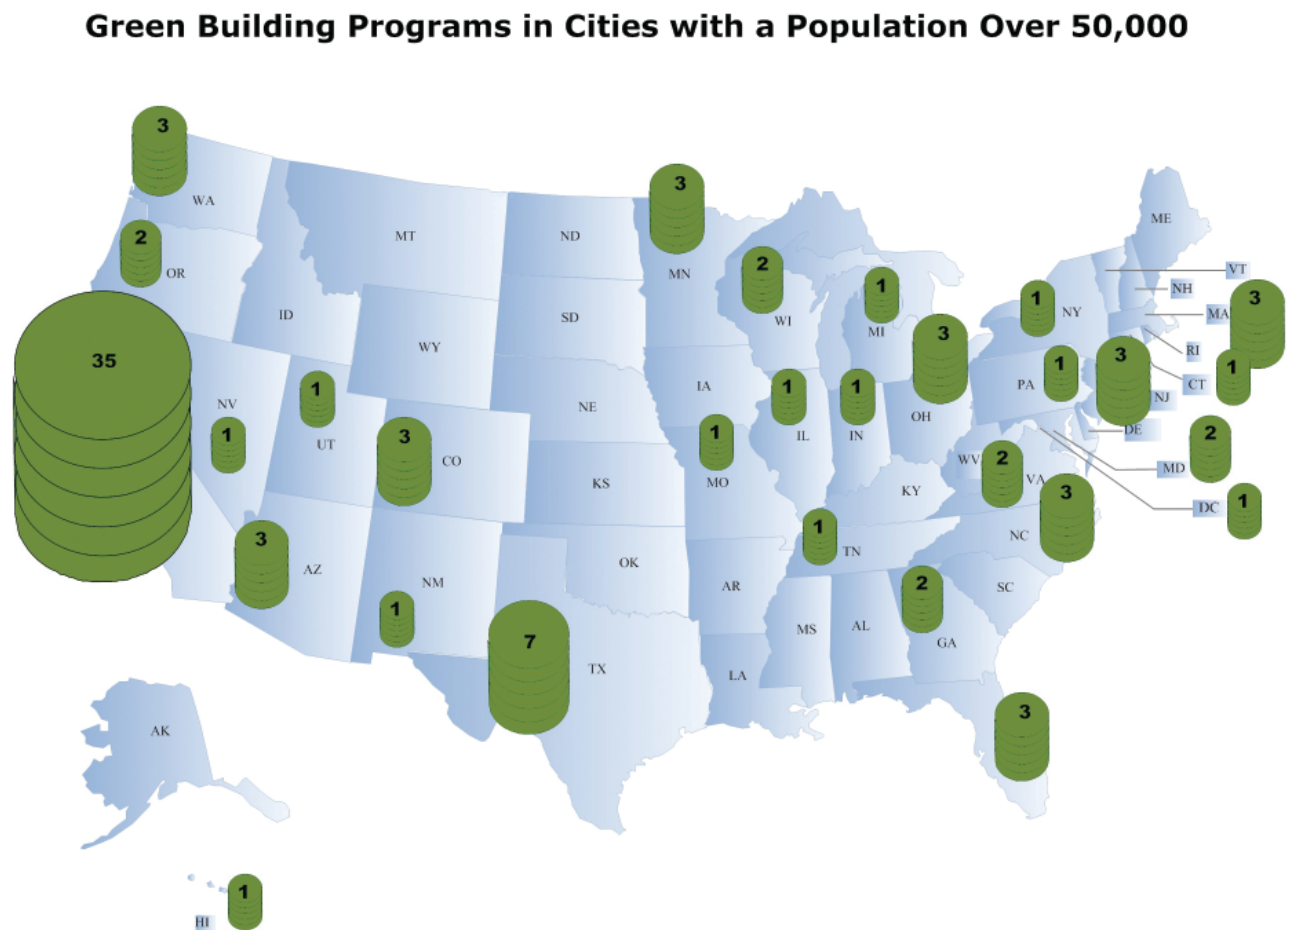 Green Building Programs in Cities with a Population Over 50,000
3
WA
2
OR
35
MT
ID
WY
NV
1
1
UT
3
CO
3
AZ
NM
1
ND
SD
NE
KS
OK
7
TX
3
MN
2
WI
IA
1
MO
AR
LA
1
MI
1
IL
1
IN
3
OH
KY
1
TN
MS
AL
2
GA
3
ME
VT
NH
MA
3
RI
CT
1
1
NY
PA
1
3
NJ
DE
MD
2
DC
1
WV
2
VA
3
NC
SC
AK
1
HI